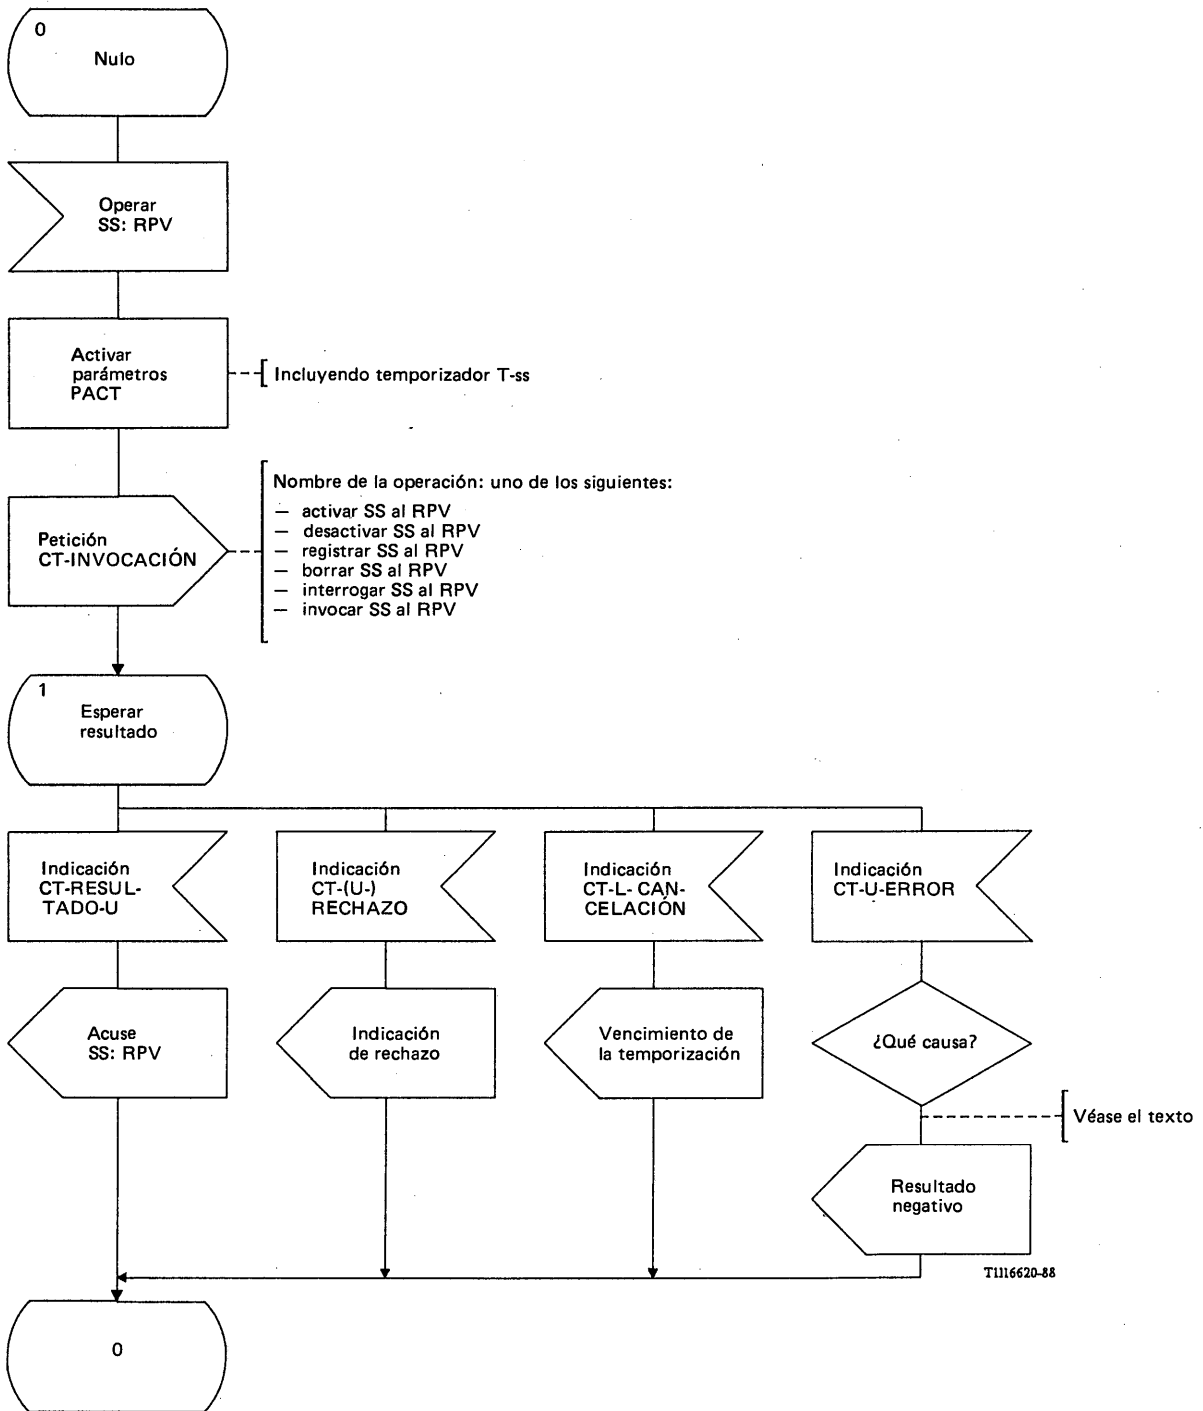 0
Nulo
Operar
SS: RPV
Activar
parámetros
PACT
Incluyendo temporizador T-ss
Nombre de la operación: uno de los siguientes:
— activar SS al RPV
— desactivar SS al RPV
— registrar SS al RPV
— borrar SS al RPV
— interrogar SS al RPV
— invocar SS al RPV
Petición
CT-INVOCACIÓN
1
Esperar
resultado
Indicación
CT-RESUL-
TADO-U
Indicación
CT-(U-)
RECHAZO
Indicación
CT-L- CAN-
CELACIÓN
Indicación
CT-U-ERROR
Acuse
SS: RPV
Indicación
de rechazo
Vencimiento de
la temporización
¿Qué causa?
Véase el texto
Resultado
negativo
T1116620-88
0